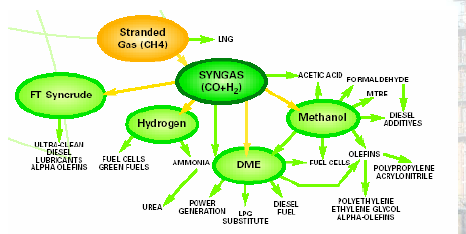 Stranded
Gas (CH4)
LNG
SYNGAS
(CO+H2)
ACETIC ACID
FORMALDEHYDE
MTBE
FT Syncrude
Hydrogen
Methanol
DIESEL
ADDITIVES
ULTRA-CLEAN
DIESEL
LUBRICANTS
ALPHA OLEFINS
FUEL CELLS
GREEN FUELS
AMMONIA
DME
FUEL CELLS
OLEFINS
POLYPROPYLENE
ACRYLONITRILE
UREA
POWER
GENERATION
LPG
SUBSTITUTE
DIESEL
FUEL
POLYETHYLENE
ETHYLENE GLYCOL
ALPHA-OLEFINS